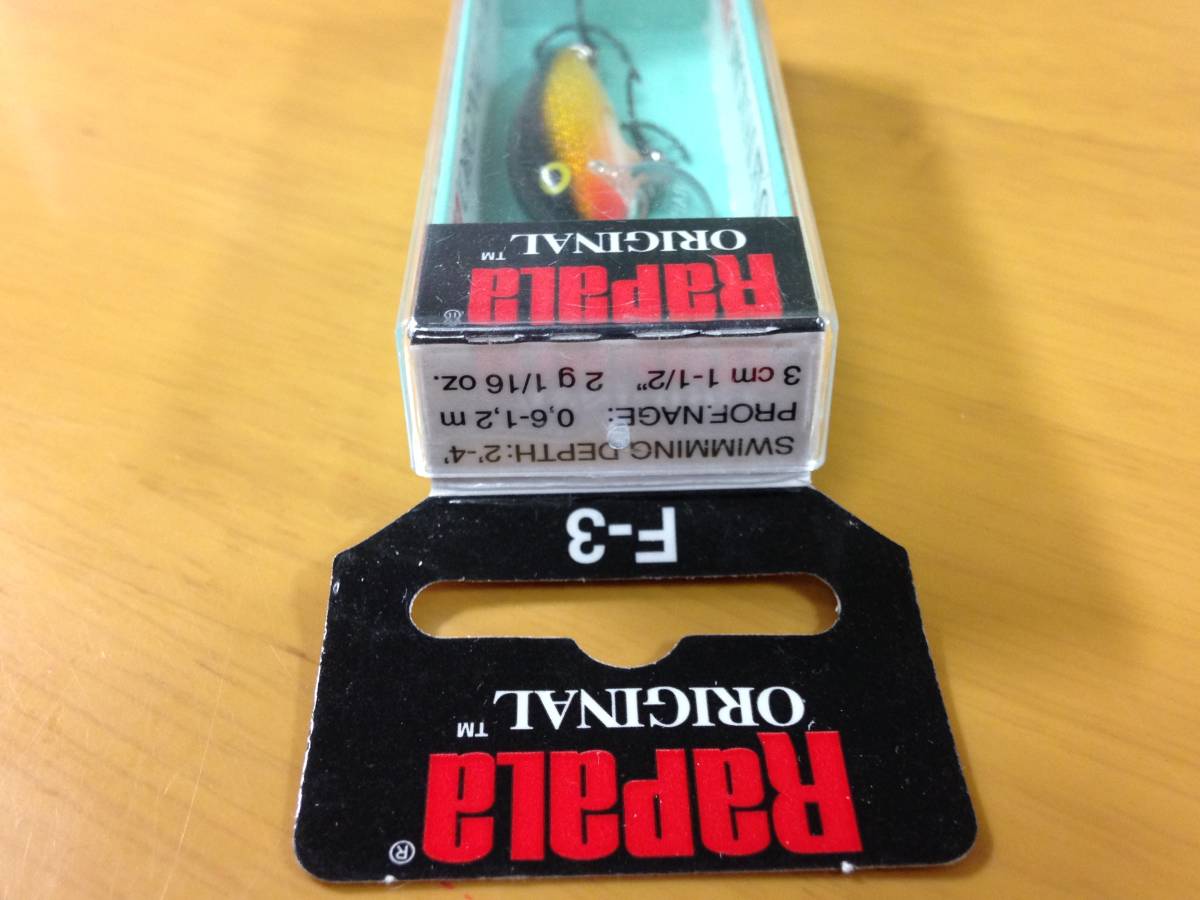 RAPALA®
ORIGINAL™
F-3
SWIMMING DEPTH:2'-4'
PROF.NAGE: 0,6-1,2 m
3 cm 1-1/2" 2 g 1/16 oz.
RAPALA®
ORIGINAL™